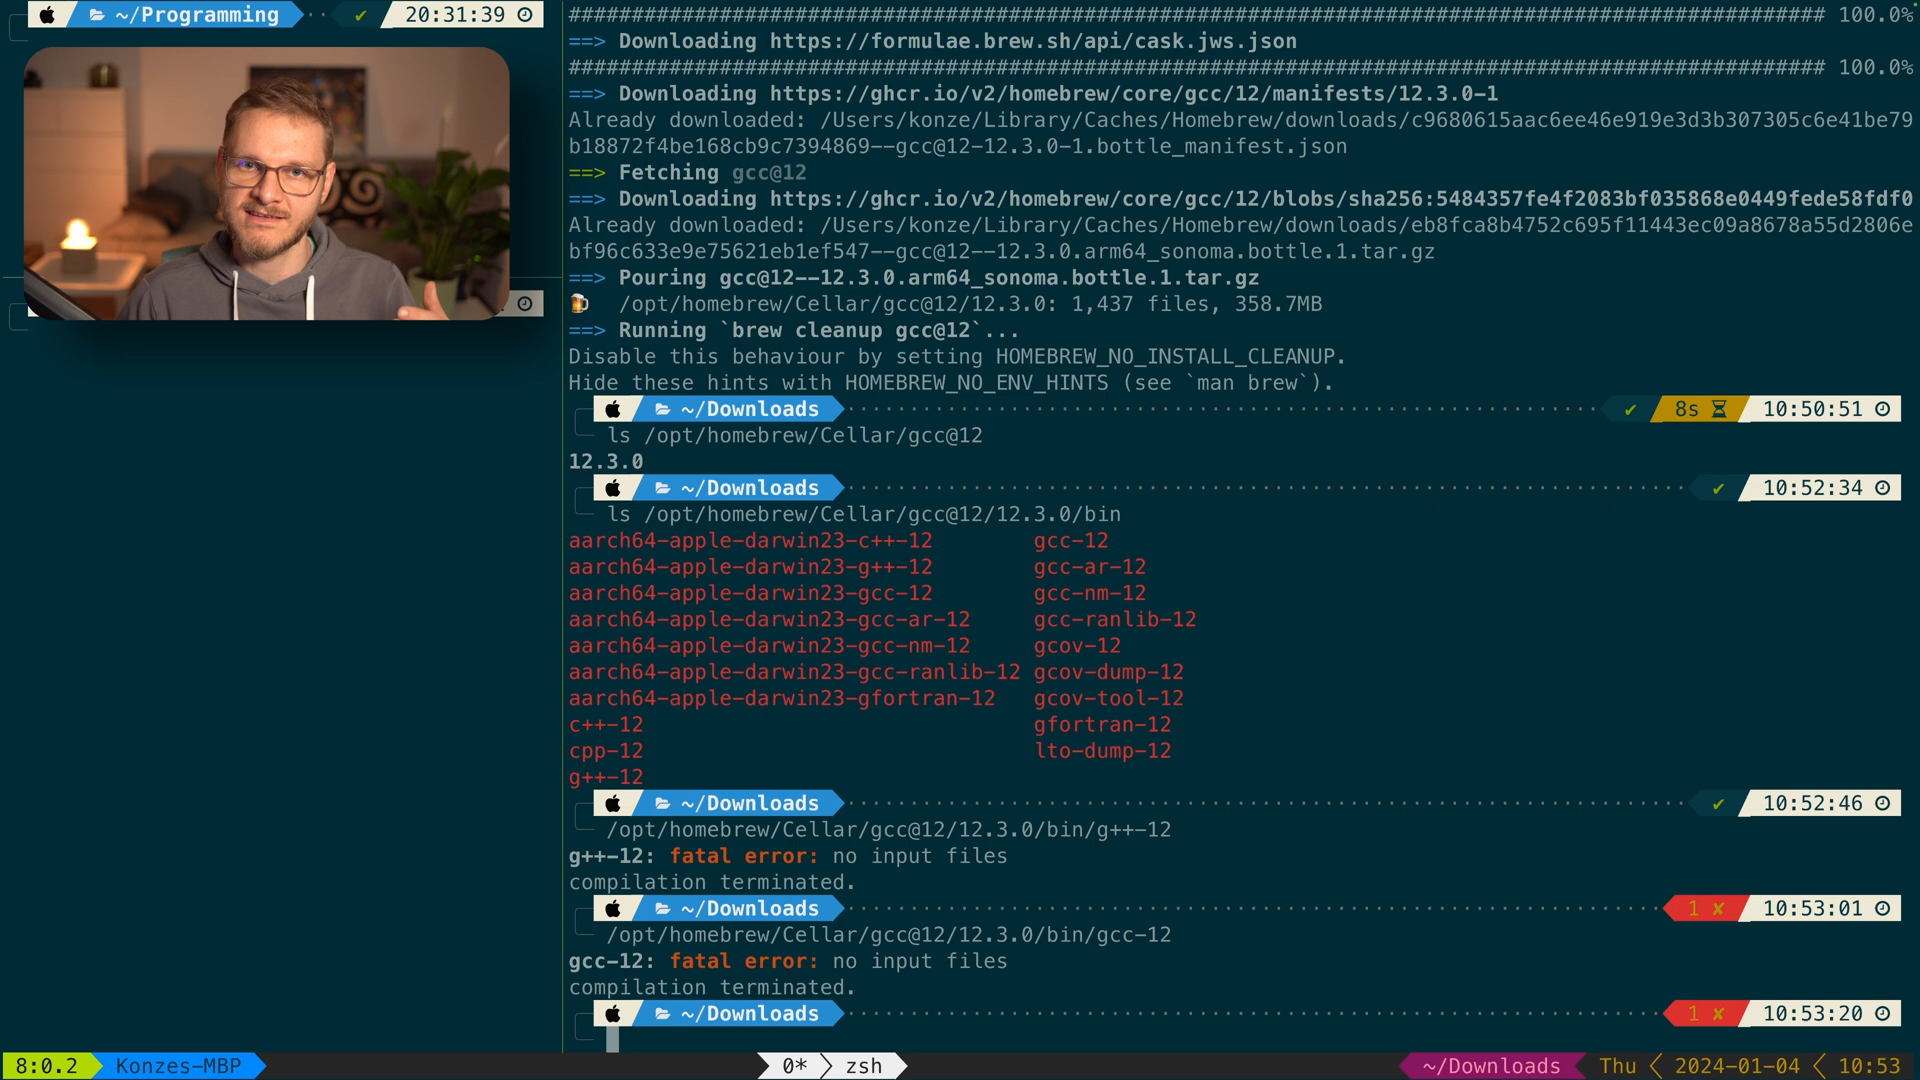 ~/Programming ✔ 20:31:39
################################################################################################### 100.0%
==> Downloading https://formulae.brew.sh/api/cask.jws.json
################################################################################################### 100.0%
==> Downloading https://ghcr.io/v2/homebrew/core/gcc/12/manifests/12.3.0-1
Already downloaded: /Users/konze/Library/Caches/Homebrew/downloads/c9680615aac6ee46e919e3d3b307305c6e41be79
b18872f4be168cb9c7394869--gcc@12-12.3.0-1.bottle_manifest.json
==> Fetching gcc@12
==> Downloading https://ghcr.io/v2/homebrew/core/gcc/12/blobs/sha256:5484357fe4f2083bf035868e0449fede58fdf0
Already downloaded: /Users/konze/Library/Caches/Homebrew/downloads/eb8fca8b4752c695f11443ec09a8678a55d2806e
bf96c633e9e75621eb1ef547--gcc@12--12.3.0.arm64_sonoma.bottle.1.tar.gz
==> Pouring gcc@12--12.3.0.arm64_sonoma.bottle.1.tar.gz
🍺 /opt/homebrew/Cellar/gcc@12/12.3.0: 1,437 files, 358.7MB
==> Running `brew cleanup gcc@12`...
Disable this behaviour by setting HOMEBREW_NO_INSTALL_CLEANUP.
Hide these hints with HOMEBREW_NO_ENV_HINTS (see `man brew`).
~/Downloads ✔ 8s 10:50:51
ls /opt/homebrew/Cellar/gcc@12
12.3.0
~/Downloads ✔ 10:52:34
ls /opt/homebrew/Cellar/gcc@12/12.3.0/bin
aarch64-apple-darwin23-c++-12 gcc-12
aarch64-apple-darwin23-g++-12 gcc-ar-12
aarch64-apple-darwin23-gcc-12 gcc-nm-12
aarch64-apple-darwin23-gcc-ar-12 gcc-ranlib-12
aarch64-apple-darwin23-gcc-nm-12 gcov-12
aarch64-apple-darwin23-gcc-ranlib-12 gcov-dump-12
aarch64-apple-darwin23-gfortran-12 gcov-tool-12
c++-12 gfortran-12
cpp-12 lto-dump-12
g++-12
~/Downloads ✔ 10:52:46
/opt/homebrew/Cellar/gcc@12/12.3.0/bin/g++-12
g++-12: fatal error: no input files
compilation terminated.
~/Downloads 1 ✘ 10:53:01
/opt/homebrew/Cellar/gcc@12/12.3.0/bin/gcc-12
gcc-12: fatal error: no input files
compilation terminated.
~/Downloads 1 ✘ 10:53:20
8:0.2 Konzes-MBP 0* zsh ~/Downloads Thu 2024-01-04 10:53